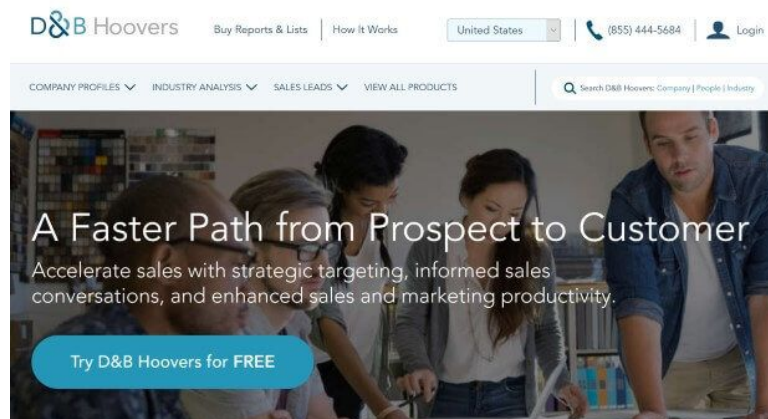 D&B Hoovers
Buy Reports & Lists | How It Works
United States
(855) 444-5684
Login
COMPANY PROFILES
INDUSTRY ANALYSIS
SALES LEADS
VIEW ALL PRODUCTS
Search D&B Hoovers: Company | People | Industry
A Faster Path from Prospect to Customer
Accelerate sales with strategic targeting, informed sales
conversations, and enhanced sales and marketing productivity.
Try D&B Hoovers for FREE